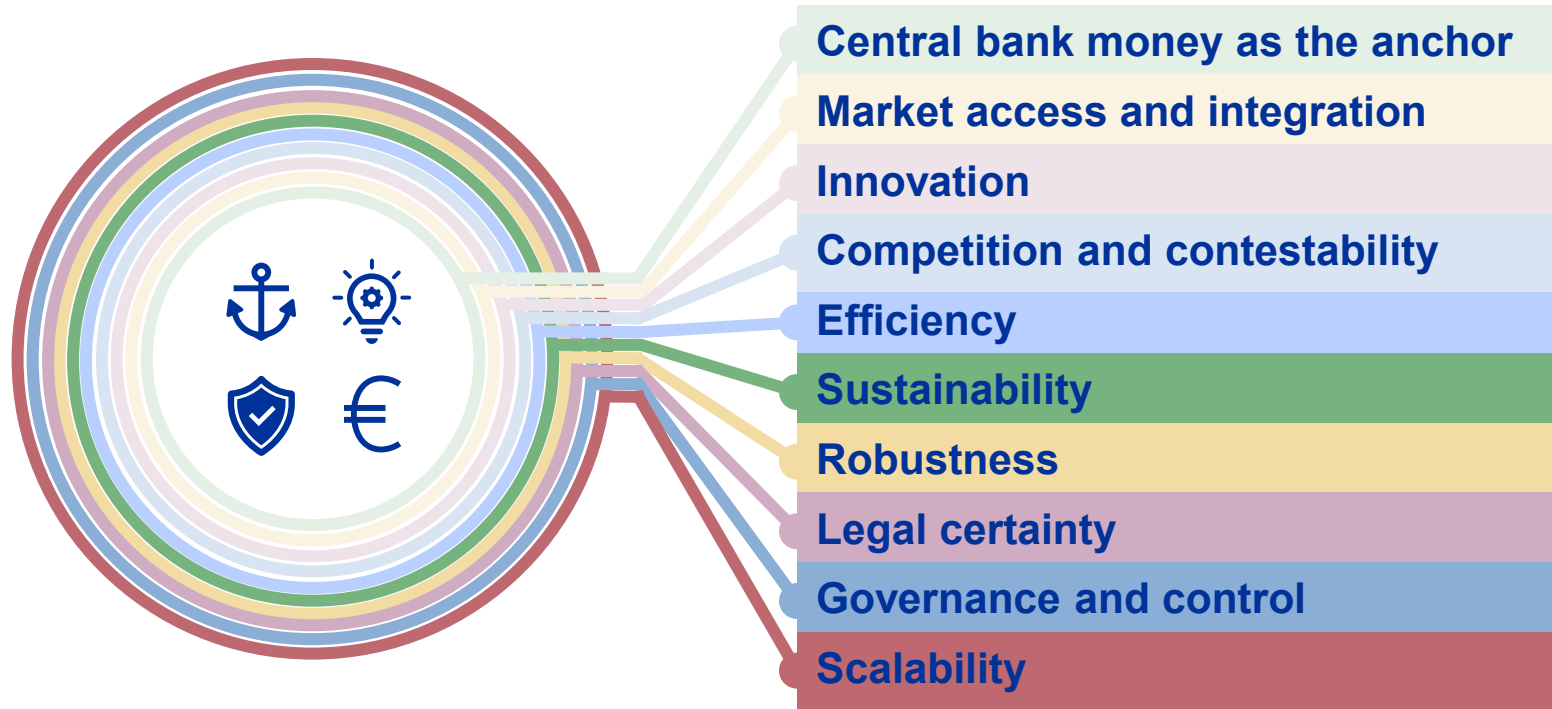 Central bank money as the anchor
Market access and integration
Innovation
Competition and contestability
Efficiency
Sustainability
Robustness
Legal certainty
Governance and control
Scalability